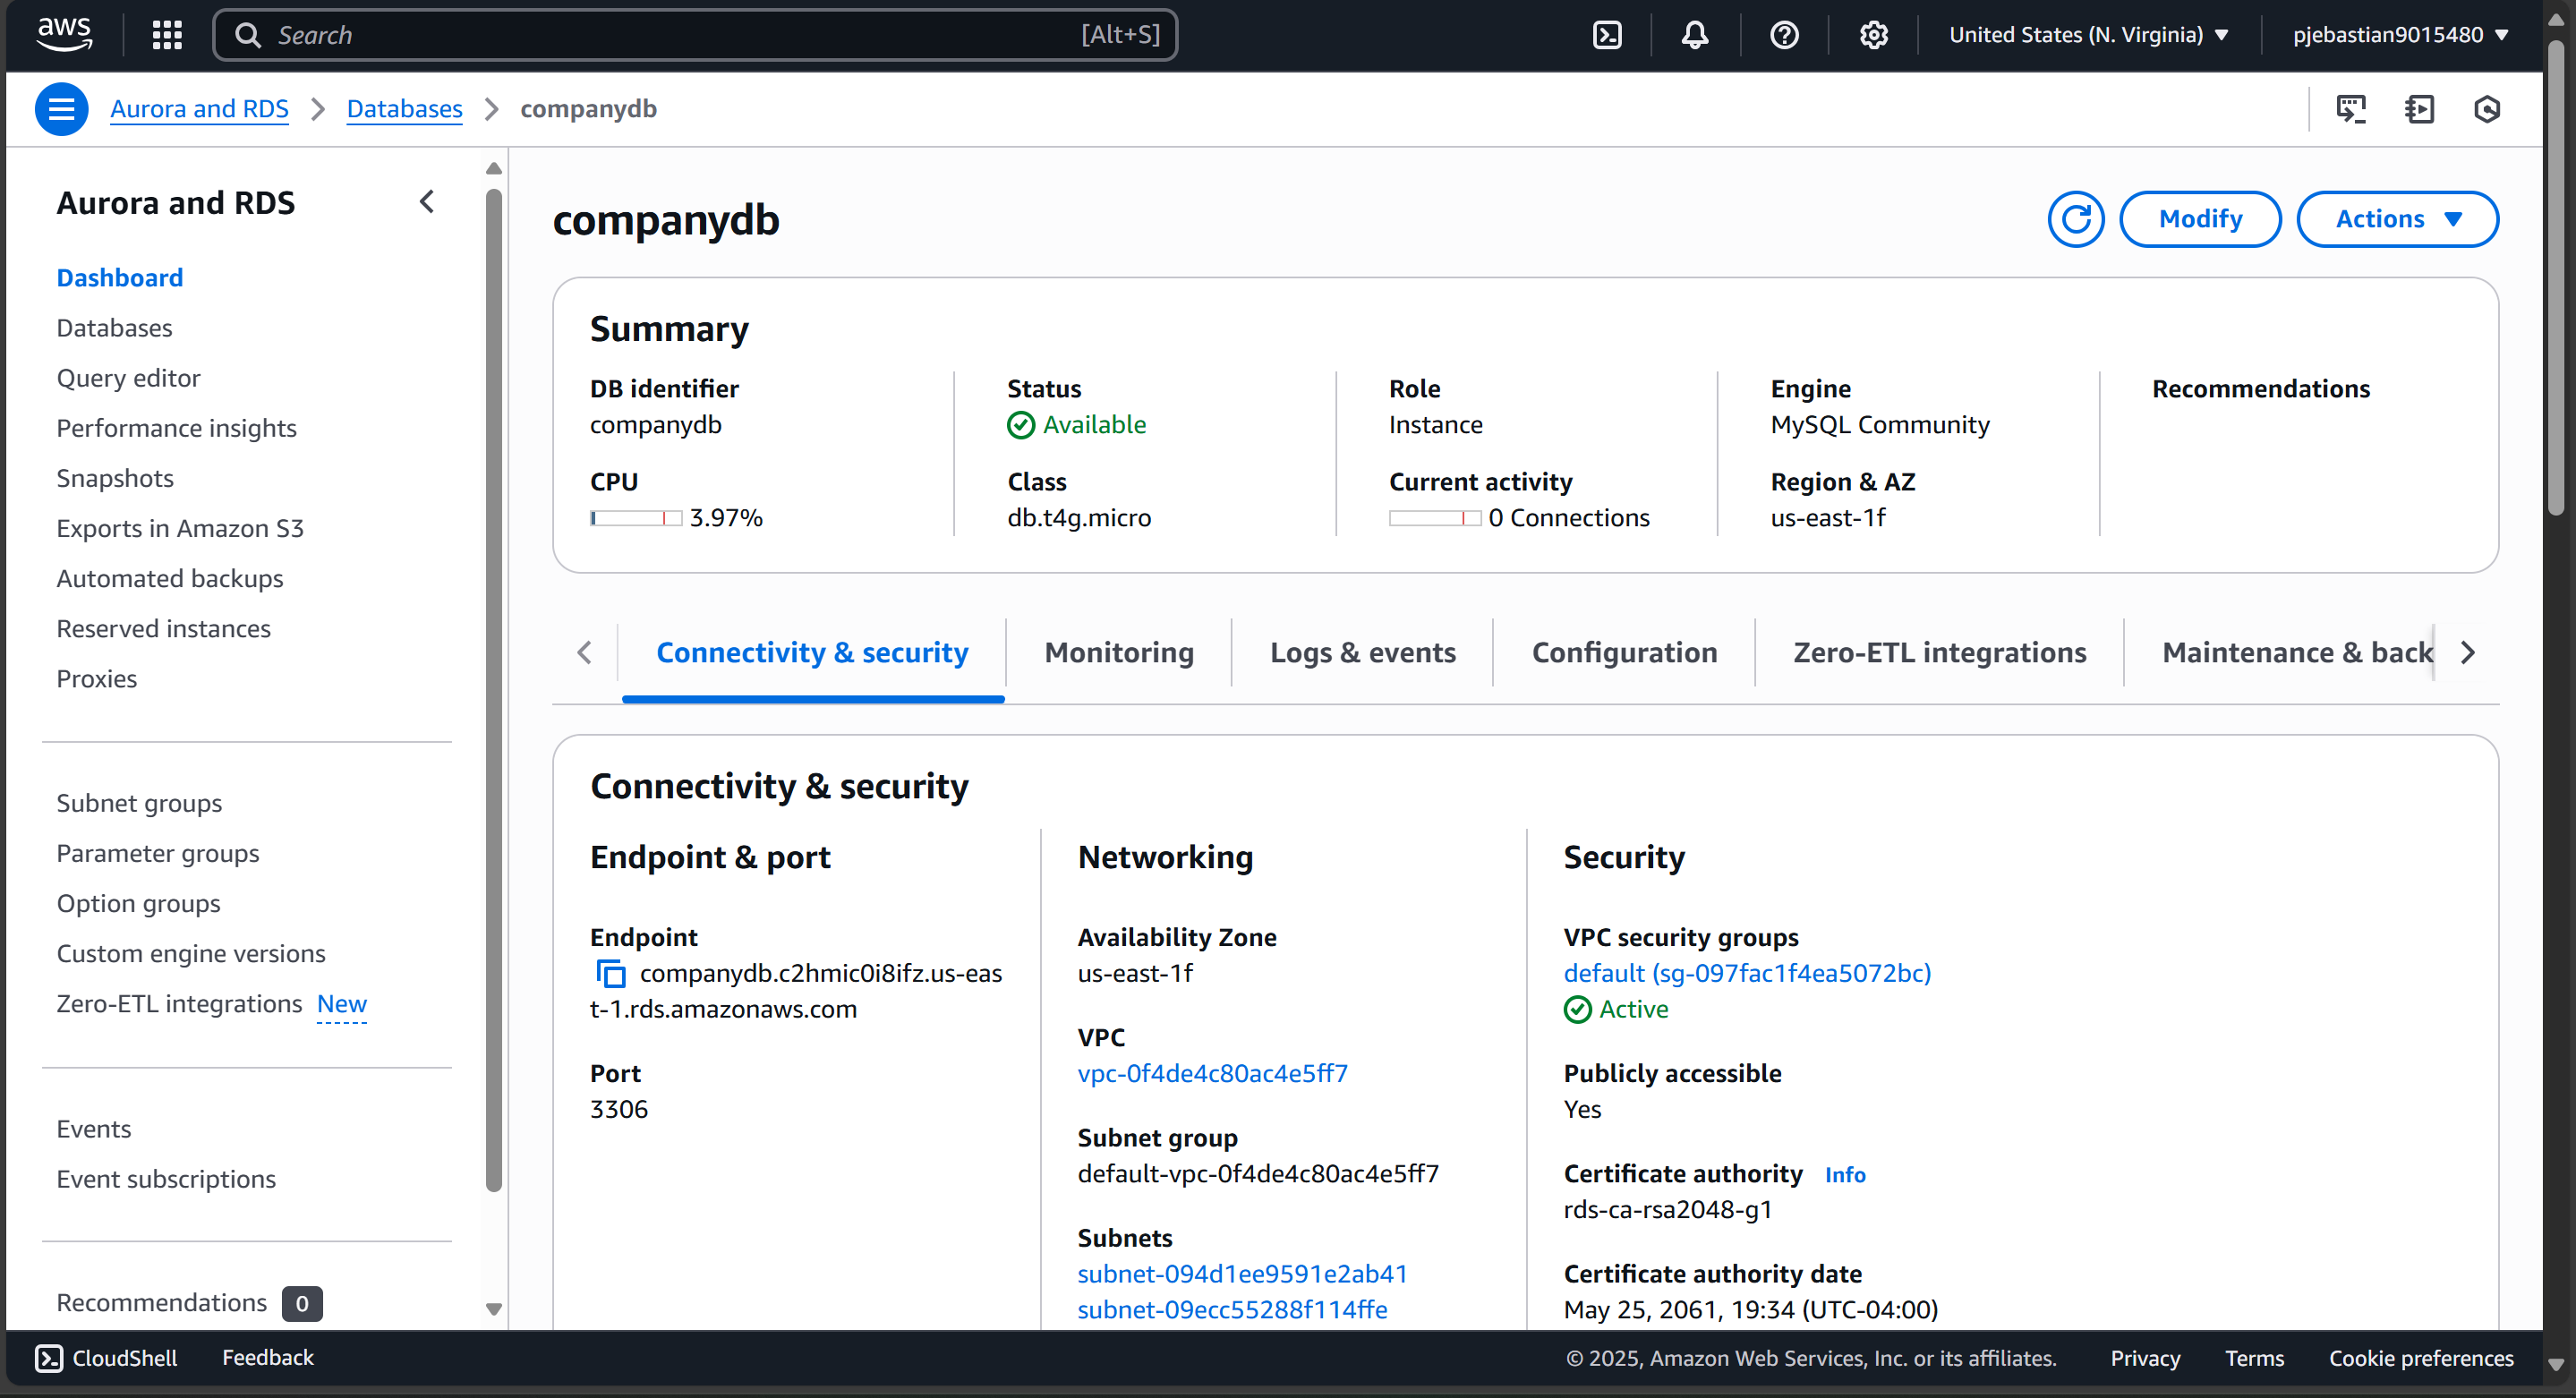 aws
Search [Alt+S]
United States (N. Virginia)
pjebastian9015480
Aurora and RDS
Databases
companydb
Aurora and RDS
Dashboard
Databases
Query editor
Performance insights
Snapshots
Exports in Amazon S3
Automated backups
Reserved instances
Proxies
Subnet groups
Parameter groups
Option groups
Custom engine versions
Zero-ETL integrations New
Events
Event subscriptions
Recommendations 0
companydb
Modify
Actions
Summary
DB identifier
companydb
Status
Available
Role
Instance
Engine
MySQL Community
Recommendations
CPU
3.97%
Class
db.t4g.micro
Current activity
0 Connections
Region & AZ
us-east-1f
Connectivity & security
Monitoring
Logs & events
Configuration
Zero-ETL integrations
Maintenance & back
Connectivity & security
Endpoint & port
Endpoint
companydb.c2hmic0i8ifz.us-eas
t-1.rds.amazonaws.com
Port
3306
Networking
Availability Zone
us-east-1f
VPC
vpc-0f4de4c80ac4e5ff7
Subnet group
default-vpc-0f4de4c80ac4e5ff7
Subnets
subnet-094d1ee9591e2ab41
subnet-09ecc55288f114ffe
Security
VPC security groups
default (sg-097fac1f4ea5072bc)
Active
Publicly accessible
Yes
Certificate authority Info
rds-ca-rsa2048-g1
Certificate authority date
May 25, 2061, 19:34 (UTC-04:00)
CloudShell
Feedback
© 2025, Amazon Web Services, Inc. or its affiliates.
Privacy
Terms
Cookie preferences